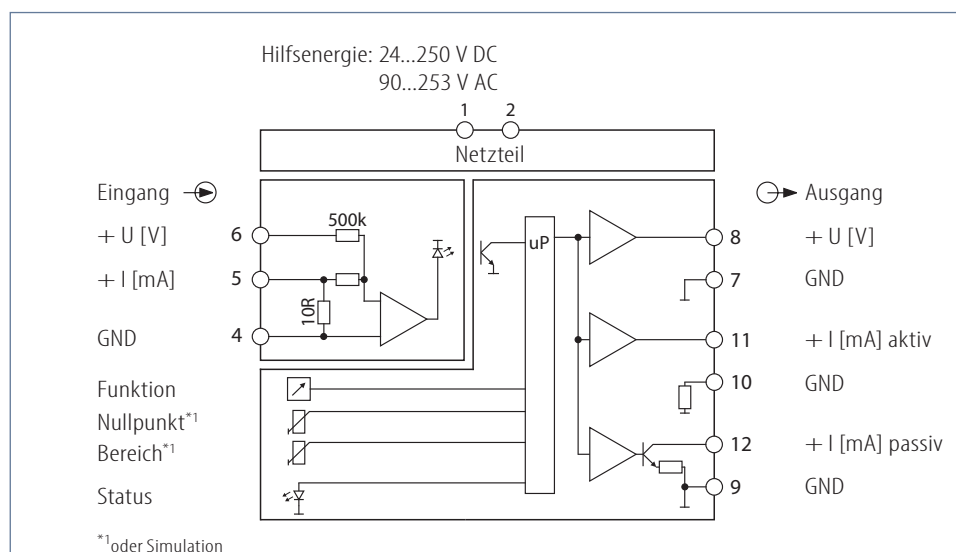 Hilfsenergie: 24...250 V DC
90...253 V AC
1 2
Netzteil
Eingang
Ausgang
+ U [V] 6 500k uP 8 + U [V]
+ I [mA] 5 7 GND
10R
GND 4 11 + I [mA] aktiv
Funktion 10 GND
Nullpunkt*1
Bereich*1 12 + I [mA] passiv
Status 9 GND
*1oder Simulation